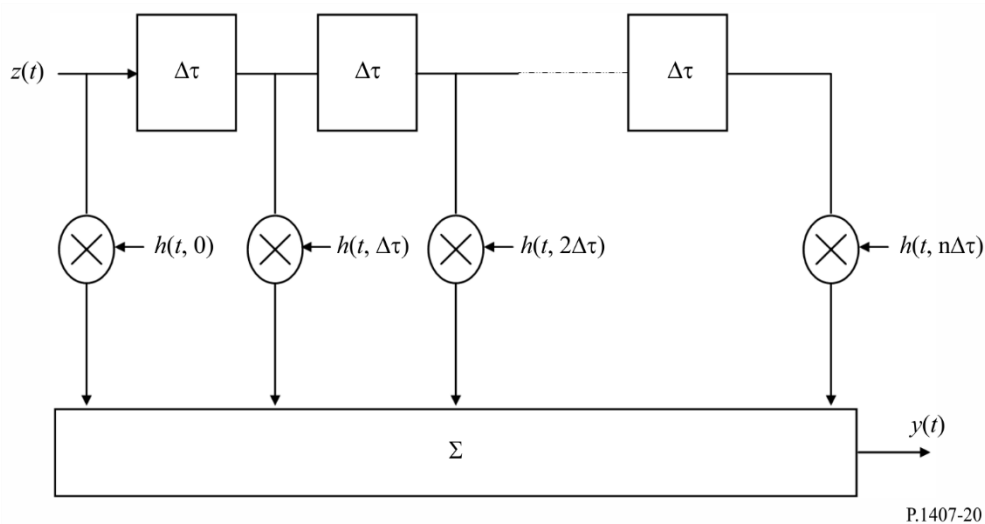 z(t) Δτ Δτ Δτ
h(t, 0) h(t, Δτ) h(t, 2Δτ) h(t, nΔτ)
Σ
y(t)
P.1407-20